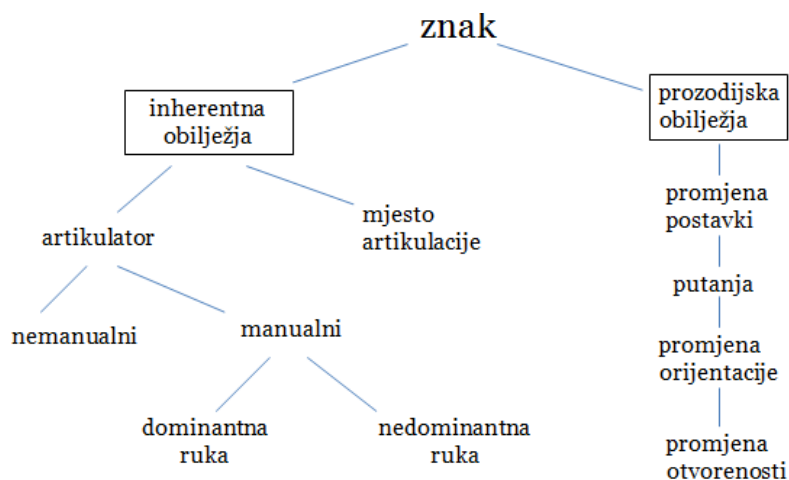 znak
inherentna
obilježja
prozodijska
obilježja
artikulator
mjesto
artikulacije
promjena
postavki
nemanualni
manualni
putanja
dominantna
ruka
nedominantna
ruka
promjena
orijentacije
promjena
otvorenosti